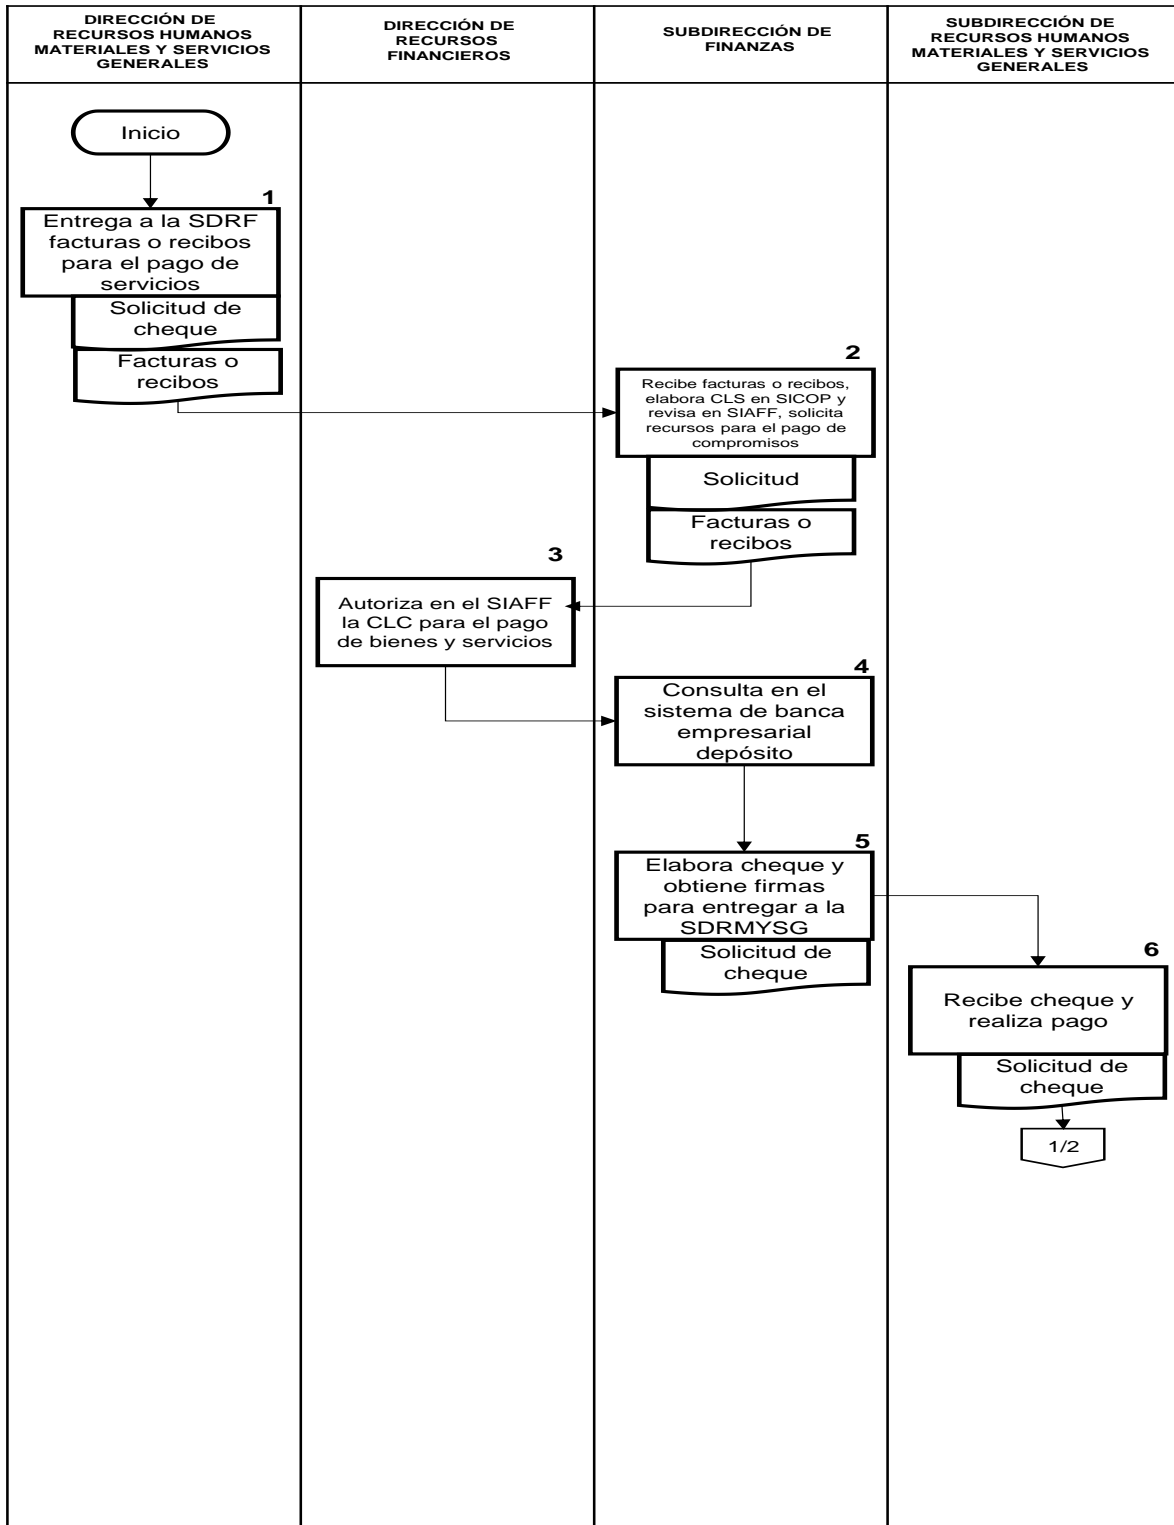 DIRECCIÓN DE
RECURSOS HUMANOS
MATERIALES Y SERVICIOS
GENERALES
DIRECCIÓN DE
RECURSOS
FINANCIEROS
SUBDIRECCIÓN DE
FINANZAS
SUBDIRECCIÓN DE
RECURSOS HUMANOS
MATERIALES Y SERVICIOS
GENERALES
Inicio
1
Entrega a la SDRF
facturas o recibos
para el pago de
servicios
Solicitud de
cheque
Facturas o
recibos
2
Recibe facturas o recibos,
elabora CLS en SICOP y
revisa en SIAFF, solicita
recursos para el pago de
compromisos
Solicitud
Facturas o
recibos
3
Autoriza en el SIAFF
la CLC para el pago
de bienes y servicios
4
Consulta en el
sistema de banca
empresarial
depósito
5
Elabora cheque y
obtiene firmas
para entregar a la
SDRMYSG
Solicitud de
cheque
6
Recibe cheque y
realiza pago
Solicitud de
cheque
1/2